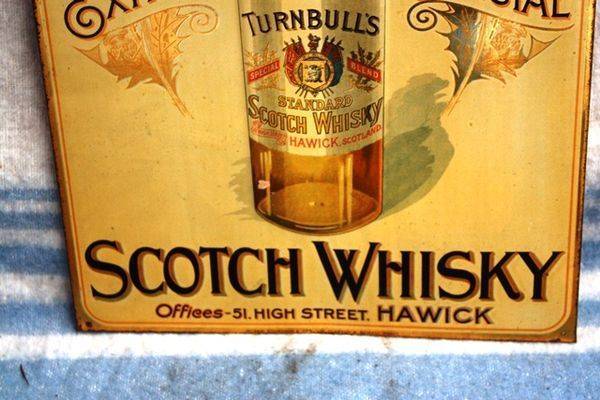 TURNBULL'S
SPECIAL BLEND
STANDARD
SCOTCH WHISKY
HAWICK, SCOTLAND.
SCOTCH WHISKY
Offices-51. HIGH STREET. HAWICK